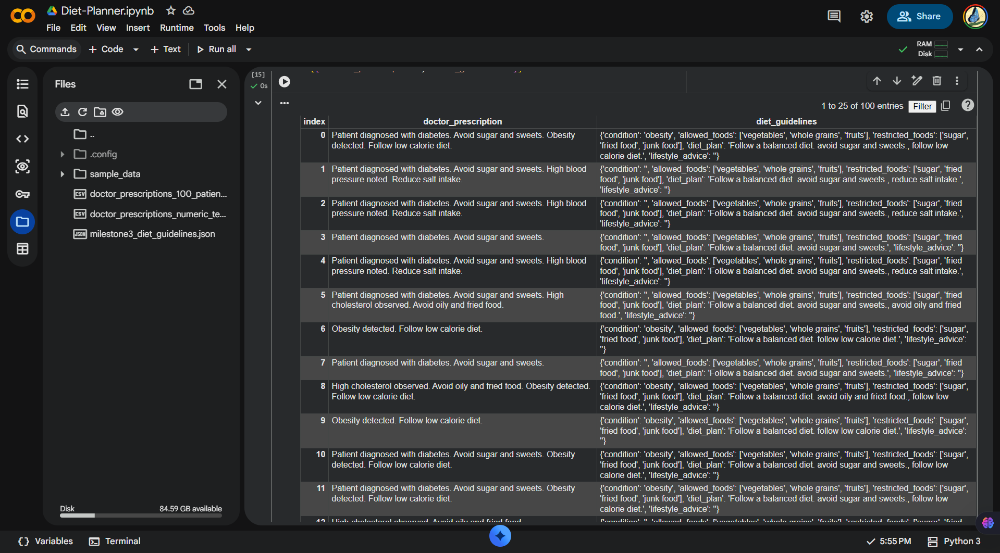 Diet-Planner.ipynb
File Edit View Insert Runtime Tools Help
Share
Commands + Code + Text Run all
RAM
Disk
Files
..
.config
sample_data
doctor_prescriptions_100_patien...
doctor_prescriptions_numeric_te...
milestone3_diet_guidelines.json
Disk 84.59 GB available
[15]
0s
1 to 25 of 100 entries Filter
index doctor_prescription diet_guidelines
0 Patient diagnosed with diabetes. Avoid sugar and sweets. Obesity
detected. Follow low calorie diet.
{'condition': 'obesity', 'allowed_foods': ['vegetables', 'whole grains', 'fruits'], 'restricted_foods': ['sugar',
'fried food', 'junk food'], 'diet_plan': 'Follow a balanced diet. avoid sugar and sweets., follow low
calorie diet.', 'lifestyle_advice': ''}
1 Patient diagnosed with diabetes. Avoid sugar and sweets. High blood
pressure noted. Reduce salt intake.
{'condition': '', 'allowed_foods': ['vegetables', 'whole grains', 'fruits'], 'restricted_foods': ['sugar', 'fried
food', 'junk food'], 'diet_plan': 'Follow a balanced diet. avoid sugar and sweets., reduce salt intake.',
'lifestyle_advice': ''}
2 Patient diagnosed with diabetes. Avoid sugar and sweets. High blood
pressure noted. Reduce salt intake.
{'condition': '', 'allowed_foods': ['vegetables', 'whole grains', 'fruits'], 'restricted_foods': ['sugar', 'fried
food', 'junk food'], 'diet_plan': 'Follow a balanced diet. avoid sugar and sweets., reduce salt intake.',
'lifestyle_advice': ''}
3 Patient diagnosed with diabetes. Avoid sugar and sweets.
{'condition': '', 'allowed_foods': ['vegetables', 'whole grains', 'fruits'], 'restricted_foods': ['sugar', 'fried
food', 'junk food'], 'diet_plan': 'Follow a balanced diet. avoid sugar and sweets.', 'lifestyle_advice': ''}
4 Patient diagnosed with diabetes. Avoid sugar and sweets. High blood
pressure noted. Reduce salt intake.
{'condition': '', 'allowed_foods': ['vegetables', 'whole grains', 'fruits'], 'restricted_foods': ['sugar', 'fried
food', 'junk food'], 'diet_plan': 'Follow a balanced diet. avoid sugar and sweets., reduce salt intake.',
'lifestyle_advice': ''}
5 Patient diagnosed with diabetes. Avoid sugar and sweets. High
cholesterol observed. Avoid oily and fried food.
{'condition': '', 'allowed_foods': ['vegetables', 'whole grains', 'fruits'], 'restricted_foods': ['sugar', 'fried
food', 'junk food'], 'diet_plan': 'Follow a balanced diet. avoid sugar and sweets., avoid oily and fried
food.', 'lifestyle_advice': ''}
6 Obesity detected. Follow low calorie diet.
{'condition': 'obesity', 'allowed_foods': ['vegetables', 'whole grains', 'fruits'], 'restricted_foods': ['sugar',
'fried food', 'junk food'], 'diet_plan': 'Follow a balanced diet. follow low calorie diet.', 'lifestyle_advice':
''}
7 Patient diagnosed with diabetes. Avoid sugar and sweets.
{'condition': '', 'allowed_foods': ['vegetables', 'whole grains', 'fruits'], 'restricted_foods': ['sugar', 'fried
food', 'junk food'], 'diet_plan': 'Follow a balanced diet. avoid sugar and sweets.', 'lifestyle_advice': ''}
8 High cholesterol observed. Avoid oily and fried food. Obesity detected.
Follow low calorie diet.
{'condition': 'obesity', 'allowed_foods': ['vegetables', 'whole grains', 'fruits'], 'restricted_foods': ['sugar',
'fried food', 'junk food'], 'diet_plan': 'Follow a balanced diet. avoid oily and fried food., follow low
calorie diet.', 'lifestyle_advice': ''}
9 Obesity detected. Follow low calorie diet.
{'condition': 'obesity', 'allowed_foods': ['vegetables', 'whole grains', 'fruits'], 'restricted_foods': ['sugar',
'fried food', 'junk food'], 'diet_plan': 'Follow a balanced diet. follow low calorie diet.', 'lifestyle_advice':
''}
10 Patient diagnosed with diabetes. Avoid sugar and sweets. Obesity
detected. Follow low calorie diet.
{'condition': 'obesity', 'allowed_foods': ['vegetables', 'whole grains', 'fruits'], 'restricted_foods': ['sugar',
'fried food', 'junk food'], 'diet_plan': 'Follow a balanced diet. avoid sugar and sweets., follow low
calorie diet.', 'lifestyle_advice': ''}
11 Patient diagnosed with diabetes. Avoid sugar and sweets. Obesity
detected. Follow low calorie diet.
{'condition': 'obesity', 'allowed_foods': ['vegetables', 'whole grains', 'fruits'], 'restricted_foods': ['sugar',
'fried food', 'junk food'], 'diet_plan': 'Follow a balanced diet. avoid sugar and sweets., follow low
calorie diet.', 'lifestyle_advice': ''}
12 High cholesterol observed. Avoid oily and fried food.
{'condition': '', 'allowed_foods': ['vegetables', 'whole grains', 'fruits'], 'restricted_foods': ['sugar', 'fried
Variables Terminal
5:55 PM Python 3